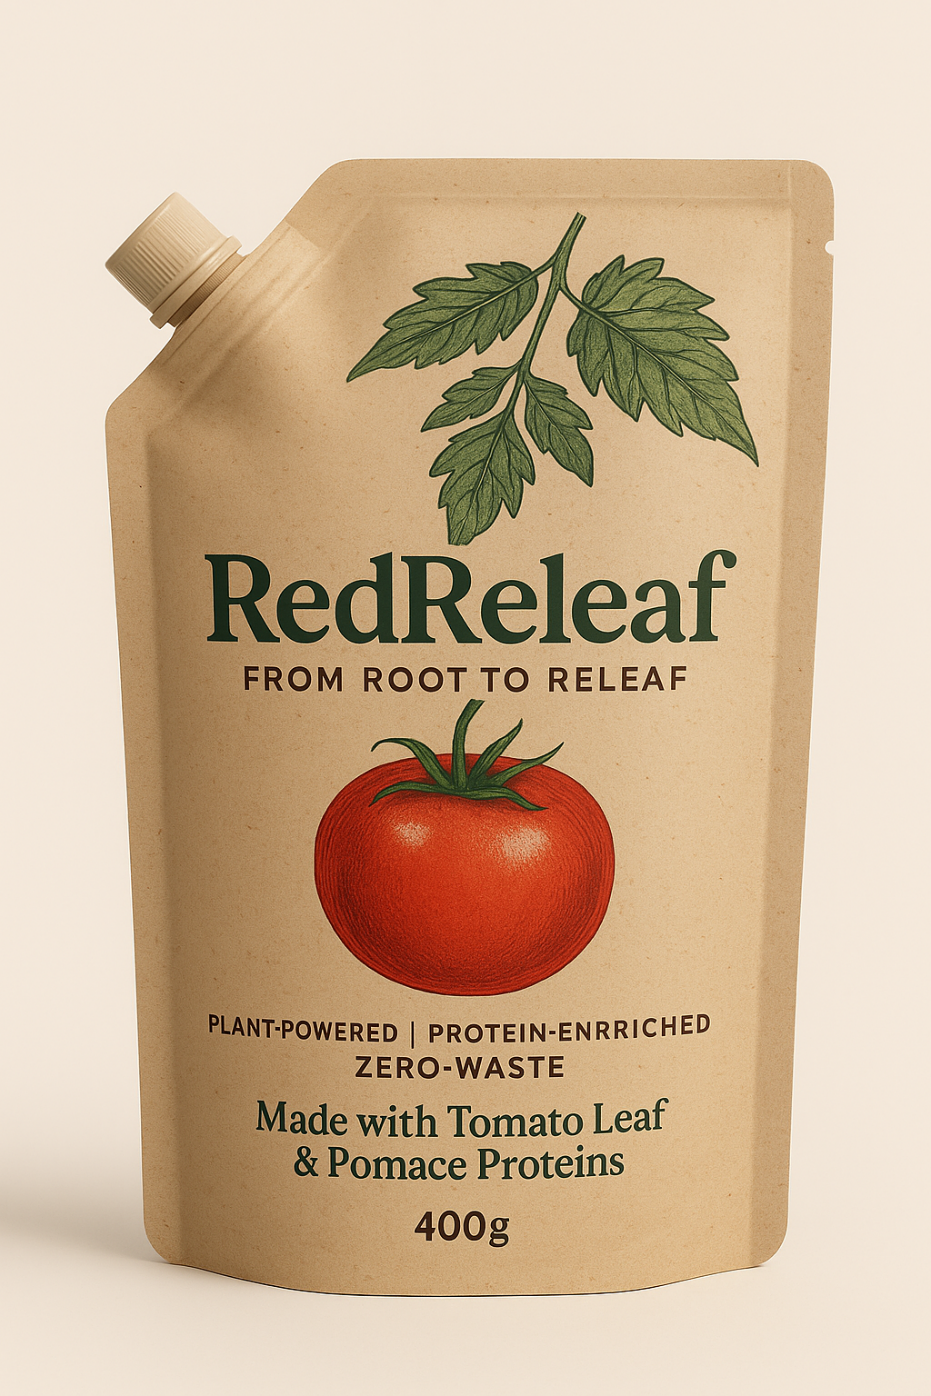 RedReleaf
FROM ROOT TO RELEAF
PLANT-POWERED | PROTEIN-ENRRICHED
ZERO-WASTE
Made with Tomato Leaf
& Pomace Proteins
400g